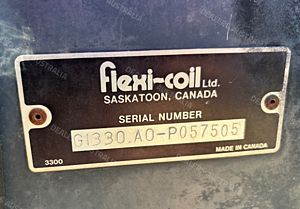 flexi-coil Ltd.
SASKATOON, CANADA
SERIAL NUMBER
G1330.A0-P057505
3300 MADE IN CANADA